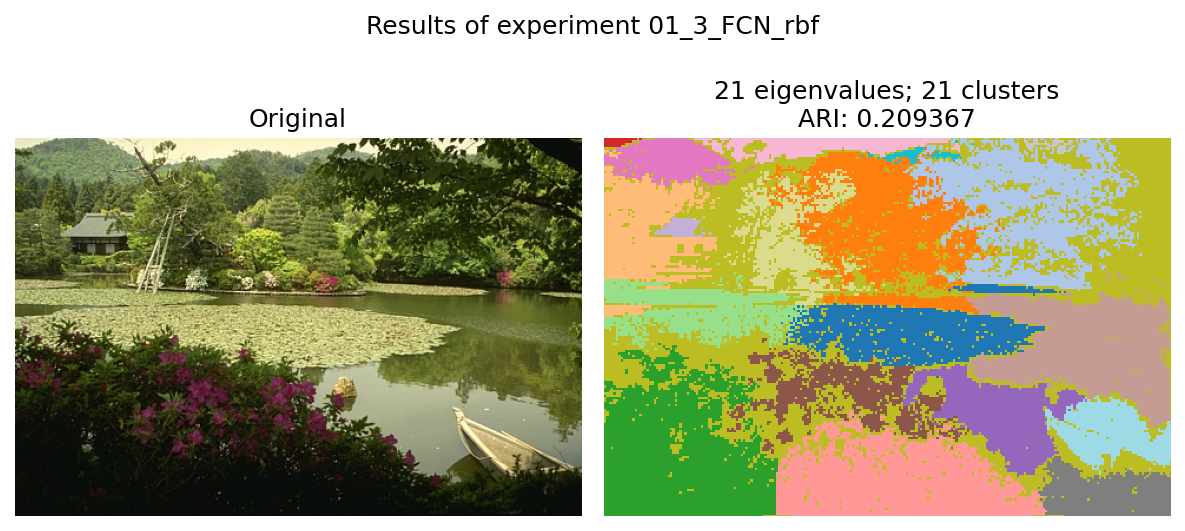 Results of experiment 01_3_FCN_rbf
Original
21 eigenvalues; 21 clusters
ARI: 0.209367